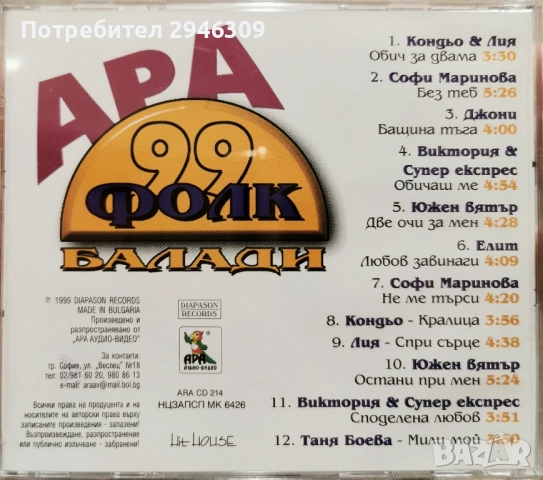 Потребител 2946309
АРА
99
ФОЛК
БАЛАДИ
1. Кондьо & Лия
Обич за двама 3:30
2. Софи Маринова
Без теб 5:26
3. Джони
Бащина тъга 4:00
4. Виктория &
Супер експрес
Обичаш ме 4:54
5. Южен вятър
Две очи за мен 4:28
6. Елит
Любов завинаги 4:09
7. Софи Маринова
Не ме търси 4:20
8. Кондьо - Кралица 3:56
9. Лия - Спри сърце 4:38
10. Южен вятър
Остани при мен 5:24
11. Виктория & Супер експрес
Споделена любов 3:51
12. Таня Боева - Мили мой
℗ 1999 DIAPASON RECORDS
MADE IN BULGARIA
Произведено и
разпространявано от
"АРА АУДИО-ВИДЕО"
За контакти:
гр. София, ул. "Веслец" №18
тел. 02/981 60 20, 980 86 13
e-mail: araav@mail.bol.bg
DIAPASON
RECORDS
АРА
АУДИО ВИДЕО
ARA CD 214
НЦЗАПСП МК 6426
Всички права на продуцента и на
носителите на авторски права върху
записаните произведения - запазени!
Възпроизвеждане, разпространение
или публично излъчване - забранени!
Hit HOUSE
BAZAR